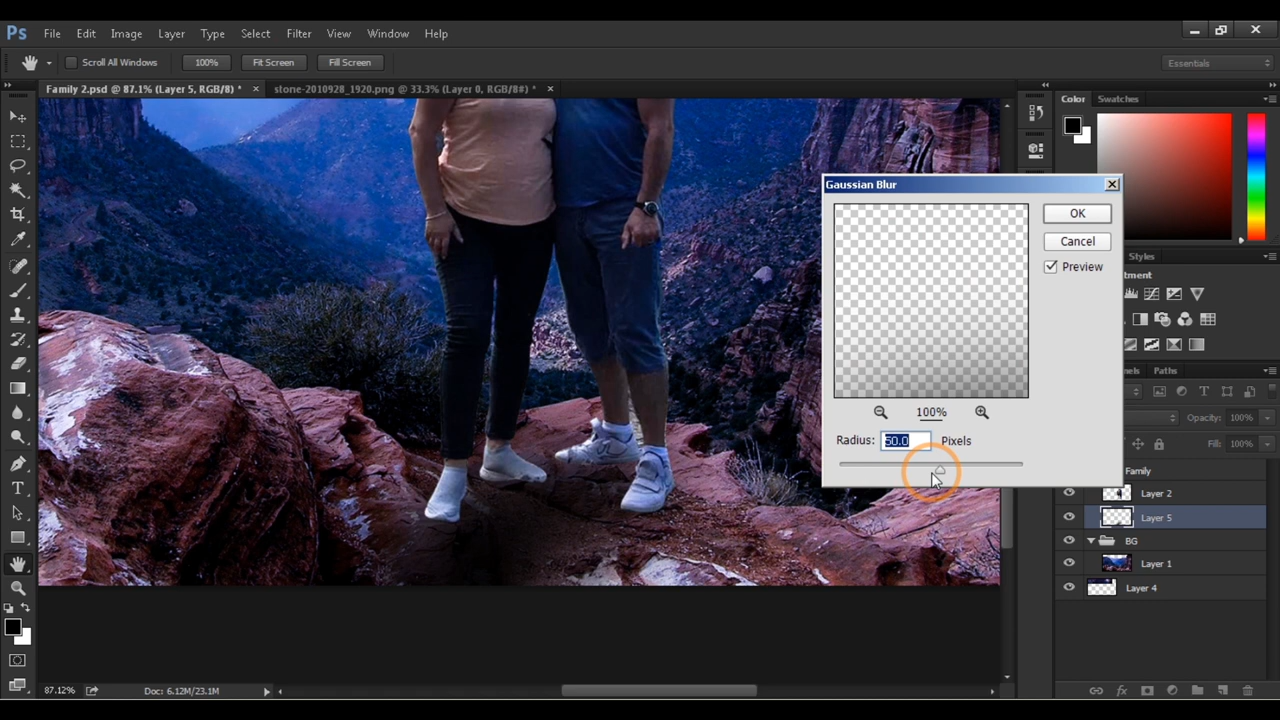 Ps File Edit Image Layer Type Select Filter View Window Help
Scroll All Windows 100% Fit Screen Fill Screen Essentials
Family 2.psd @ 87.1% (Layer 5, RGB/8) * stone-2010928_1920.png @ 33.3% (Layer 0, RGB/8#) *
Color Swatches
Gaussian Blur
OK
Cancel
Preview
Styles
tment
100%
Radius: 50.0 Pixels
nels Paths
Opacity: 100%
Fill: 100%
Family
Layer 2
Layer 5
BG
Layer 1
Layer 4
87.12% Doc: 6.12M/23.1M